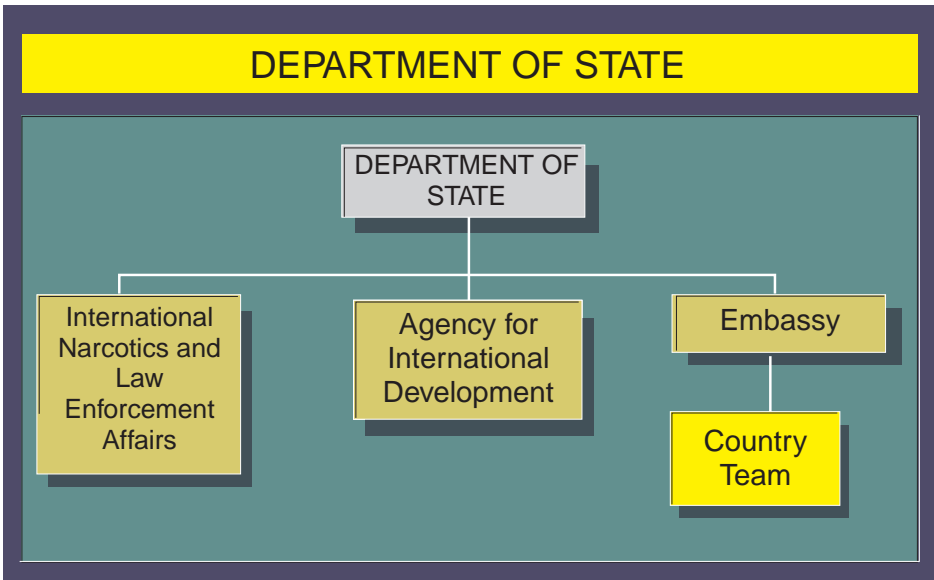 DEPARTMENT OF STATE
DEPARTMENT OF
STATE
International
Narcotics and
Law
Enforcement
Affairs
Agency for
International
Development
Embassy
Country
Team